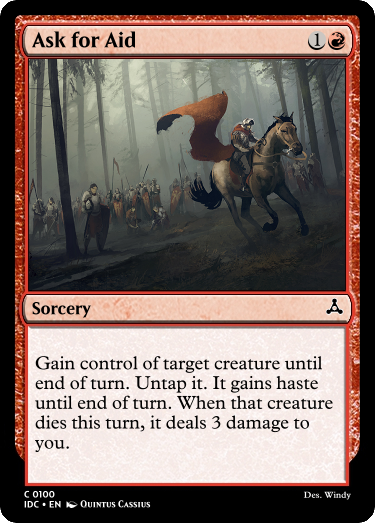 Ask for Aid
1
Sorcery
Gain control of target creature until
end of turn. Untap it. It gains haste
until end of turn. When that creature
dies this turn, it deals 3 damage to
you.
C 0100
IDC • EN Quintus Cassius
Des. Windy